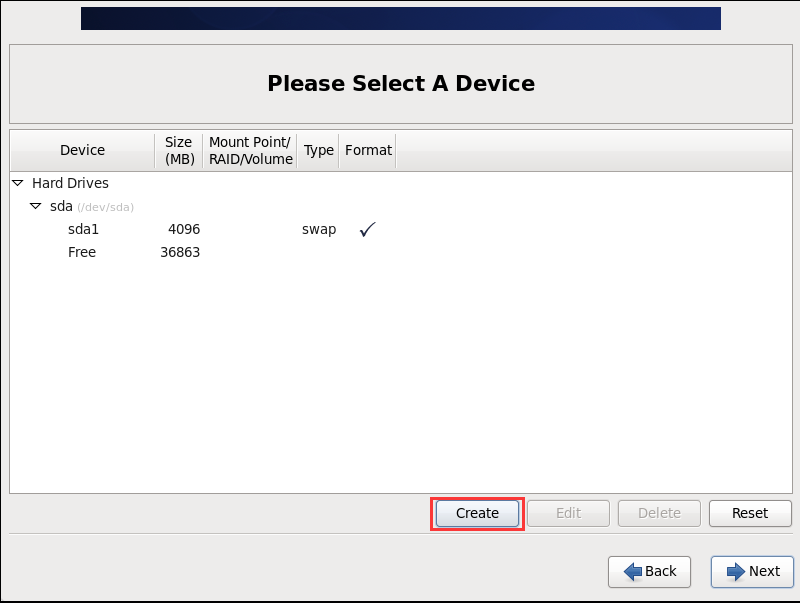 Please Select A Device
Device
Size
(MB)
Mount Point/
RAID/Volume
Type
Format
Hard Drives
sda (/dev/sda)
sda1 4096 swap
Free 36863
Create Edit Delete Reset
Back Next